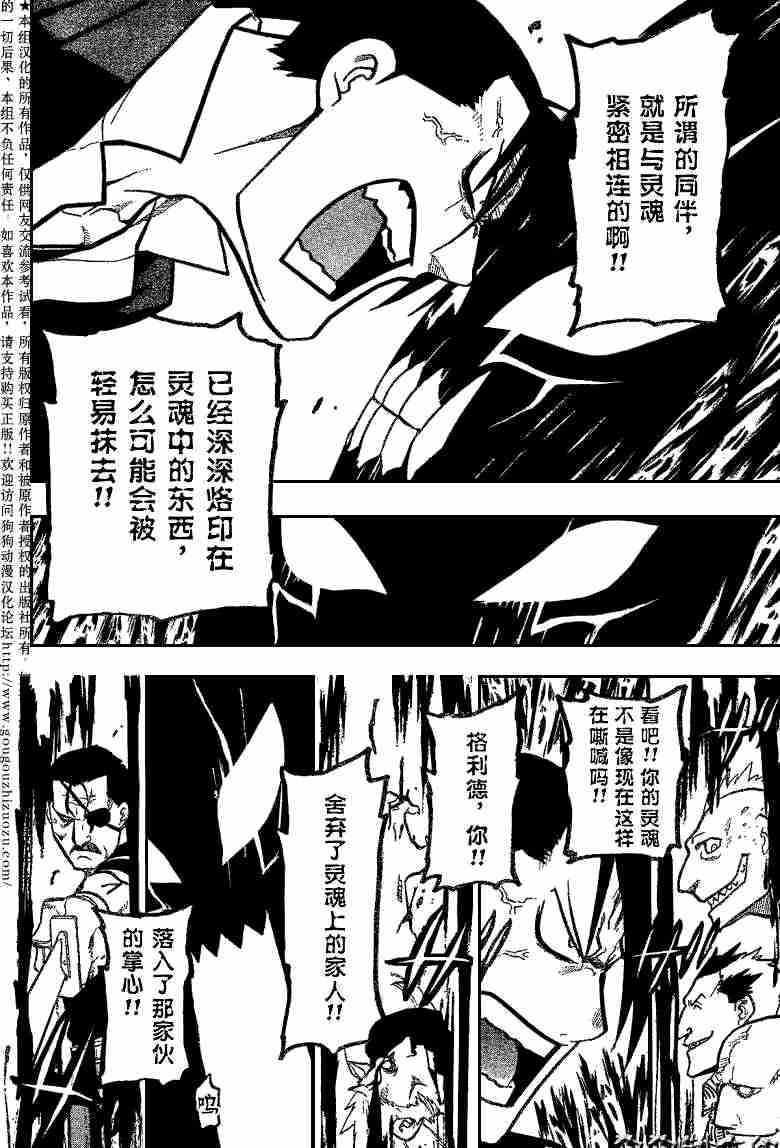 所谓的同伴,
就是与灵魂
紧密相连的啊!!
已经深深烙印在
灵魂中的东西,
怎么可能会被
轻易抹去!!
看吧!!你的灵魂
不是像现在这样
在嘶喊吗!!
格利德,你!!
舍弃了灵魂上的家人!!
落入了那家伙
的掌心!!
呜
★本组汉化的所有作品,仅供网友交流参考试看,所有版权归原作者和被原作者授权的出版社所有。
的一切后果,本组不负任何责任。如喜欢本作品,请支持购买正版!!欢迎访问狗狗动漫汉化论坛http://www.gougouzhizuozu.com/